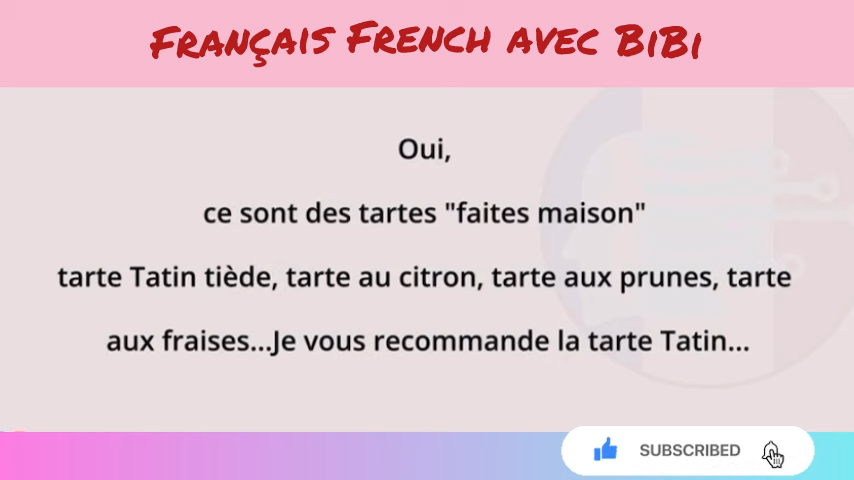 Français French avec BiBi
Oui,
ce sont des tartes "faites maison"
tarte Tatin tiède, tarte au citron, tarte aux prunes, tarte
aux fraises...Je vous recommande la tarte Tatin...
SUBSCRIBED